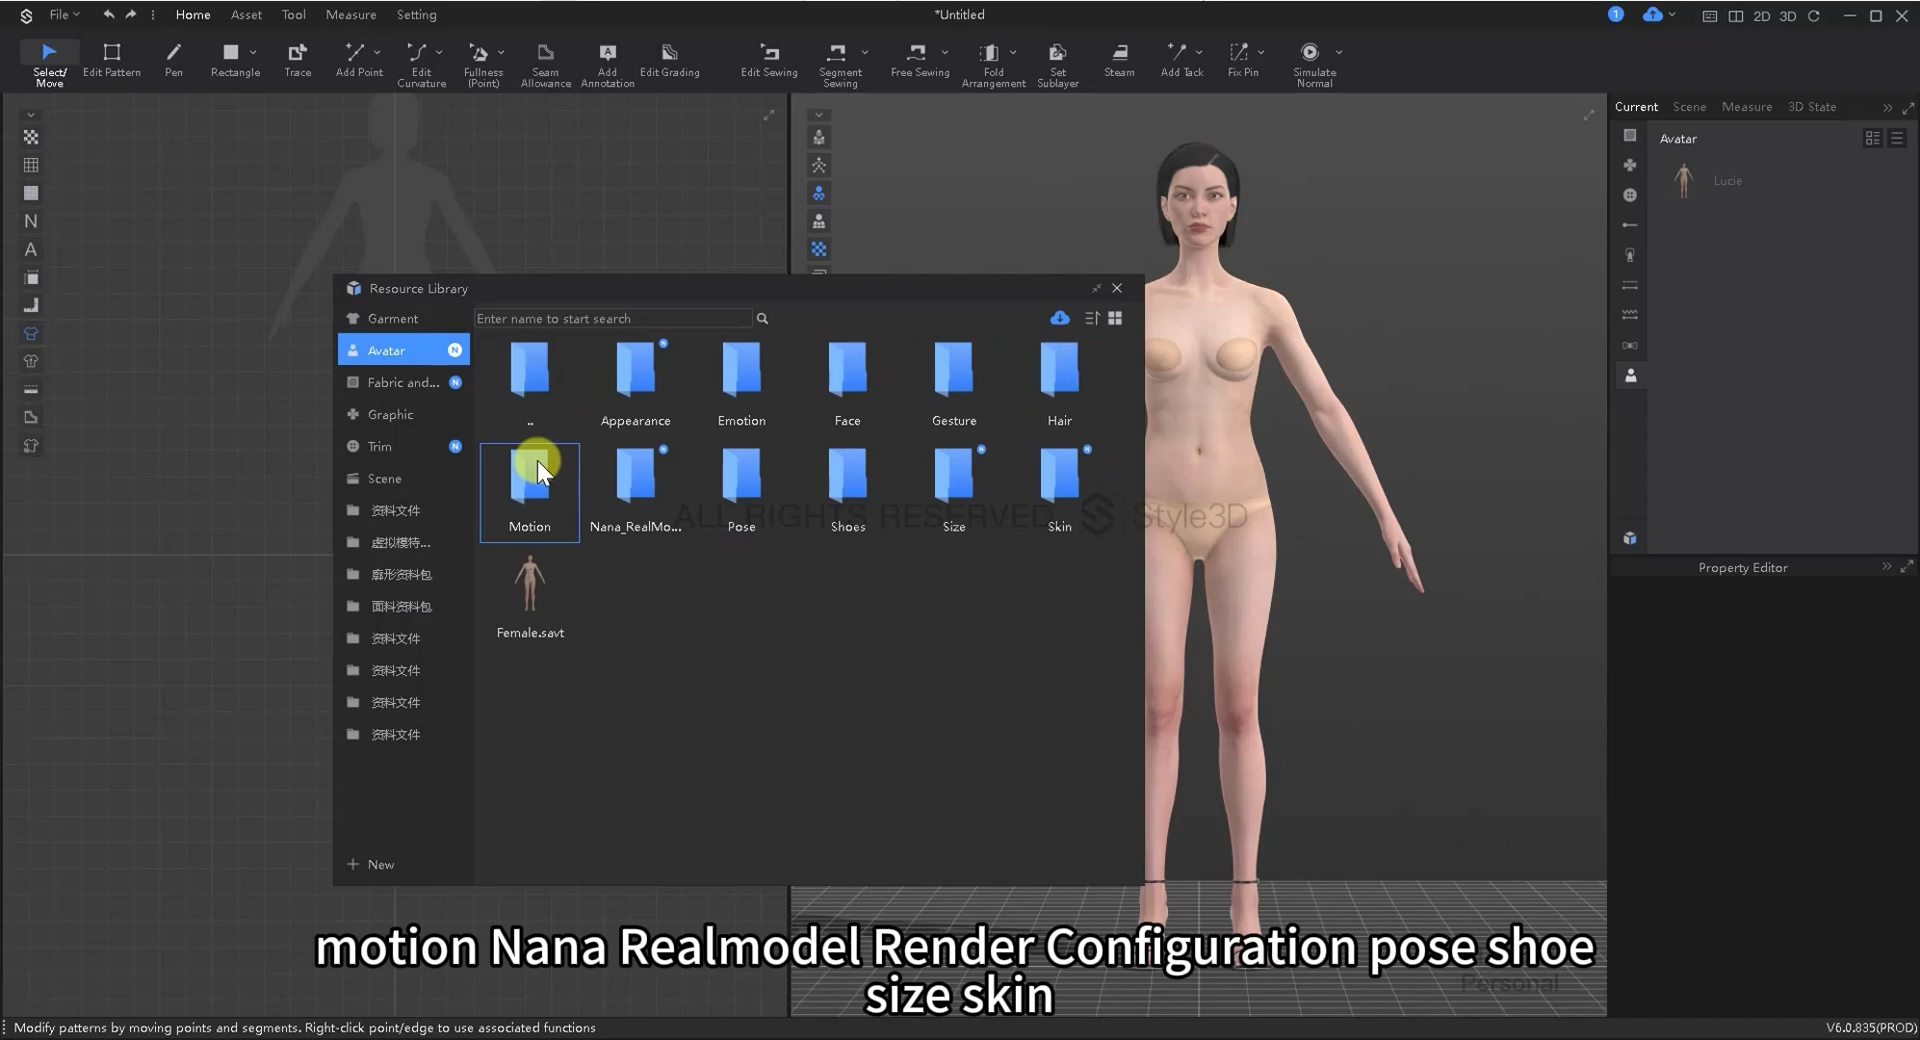 File Home Asset Tool Measure Setting *Untitled 1 2D 3D
Select/Move Edit Pattern Pen Rectangle Trace Add Point Edit Curvature Fullness (Point) Seam Allowance Add Annotation Edit Grading Edit Sewing Segment Sewing Free Sewing Fold Arrangement Set Sublayer Steam Add Tack Fix Pin Simulate Normal
Current Scene Measure 3D State
Avatar
Lucie
Property Editor
N
A
Resource Library
Garment
Avatar N
Fabric and... N
Graphic
Trim N
Scene
资料文件
虚拟模特...
廓形资料包
面料资料包
资料文件
资料文件
资料文件
资料文件
New
Enter name to start search
.. Appearance Emotion Face Gesture Hair
Motion Nana_RealMo... Pose Shoes Size Skin
Female.savt
ALL RIGHTS RESERVED Style3D
motion Nana Realmodel Render Configuration pose shoe
size skin
Personal
Modify patterns by moving points and segments. Right-click point/edge to use associated functions
V6.0.835(PROD)